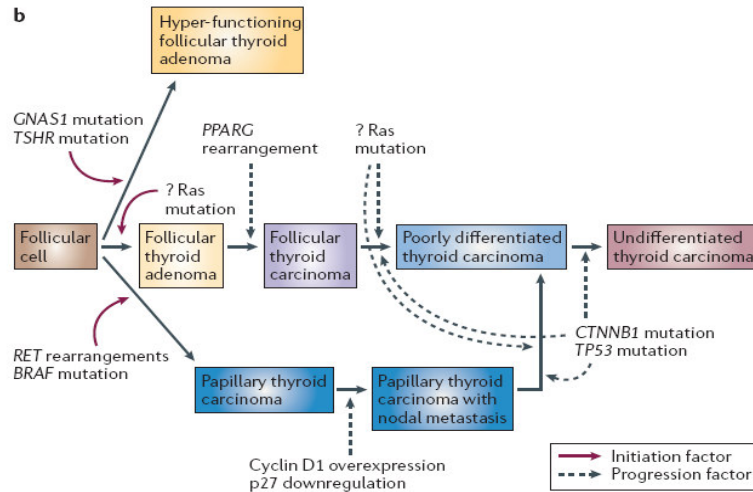 b
Hyper-functioning
follicular thyroid
adenoma
GNAS1 mutation
TSHR mutation
PPARG
rearrangement
? Ras
mutation
? Ras
mutation
Follicular
cell
Follicular
thyroid
adenoma
Follicular
thyroid
carcinoma
Poorly differentiated
thyroid carcinoma
Undifferentiated
thyroid carcinoma
RET rearrangements
BRAF mutation
CTNNB1 mutation
TP53 mutation
Papillary thyroid
carcinoma
Papillary thyroid
carcinoma with
nodal metastasis
Cyclin D1 overexpression
p27 downregulation
Initiation factor
Progression factor